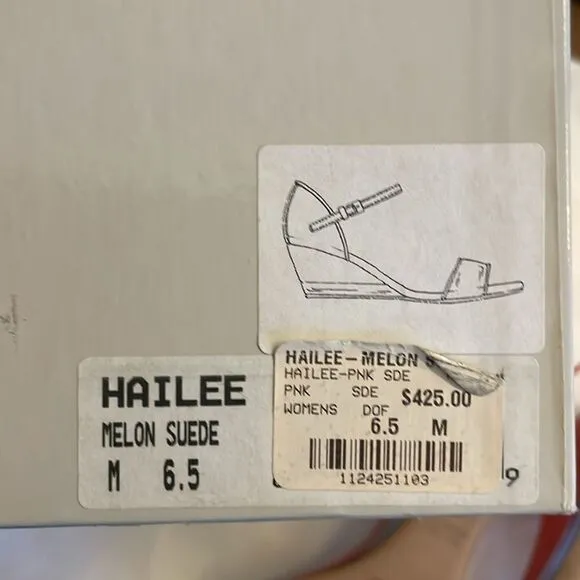 HAILEE
MELON SUEDE
M 6.5
HAILEE-MELON S
HAILEE-PNK SDE
PNK SDE $425.00
WOMENS DOF
6.5 M
1124251103
9